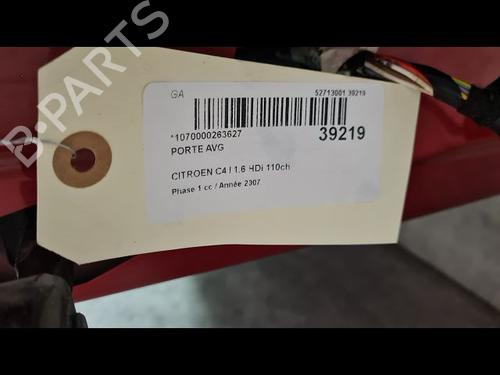 B-PARTS
GA
52713001 39219
*1070000263627
39219
PORTE AVG
CITROEN C4 I 1.6 HDi 110ch
Phase 1 cc / Année 2007